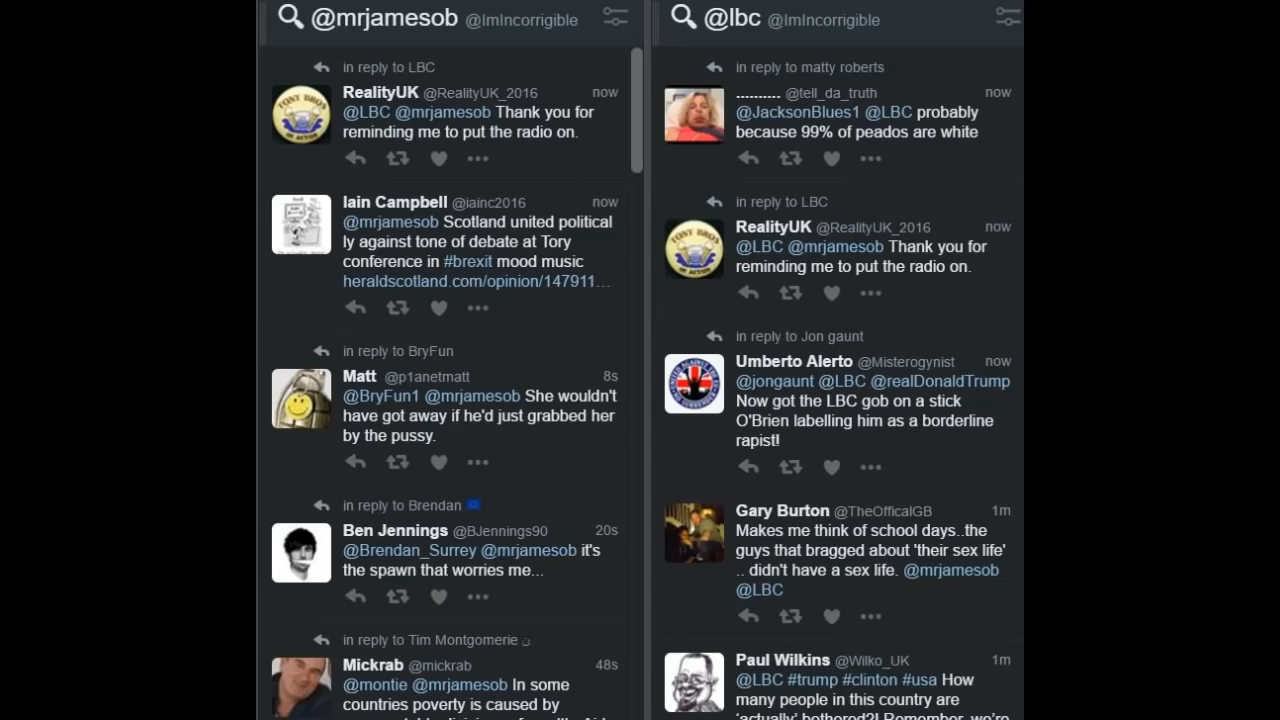 @mrjamesob @ImIncorrigible
in reply to LBC
RealityUK @RealityUK_2016 now
@LBC @mrjamesob Thank you for
reminding me to put the radio on.
Iain Campbell @iainc2016 now
@mrjamesob Scotland united political
ly against tone of debate at Tory
conference in #brexit mood music
heraldscotland.com/opinion/147911…
in reply to BryFun
Matt @p1anetmatt 8s
@BryFun1 @mrjamesob She wouldn't
have got away if he'd just grabbed her
by the pussy.
in reply to Brendan
Ben Jennings @BJennings90 20s
@Brendan_Surrey @mrjamesob it's
the spawn that worries me...
in reply to Tim Montgomerie ن
Mickrab @mickrab 48s
@montie @mrjamesob In some
countries poverty is caused by
@lbc @ImIncorrigible
in reply to matty roberts
.......... @tell_da_truth now
@JacksonBlues1 @LBC probably
because 99% of peados are white
in reply to LBC
RealityUK @RealityUK_2016 now
@LBC @mrjamesob Thank you for
reminding me to put the radio on.
in reply to Jon gaunt
Umberto Alerto @Misterogynist now
@jongaunt @LBC @realDonaldTrump
Now got the LBC gob on a stick
O'Brien labelling him as a borderline
rapist!
Gary Burton @TheOfficalGB 1m
Makes me think of school days..the
guys that bragged about 'their sex life'
.. didn't have a sex life. @mrjamesob
@LBC
Paul Wilkins @Wilko_UK 1m
@LBC #trump #clinton #usa How
many people in this country are
'actually' bothered?! Remember, we're